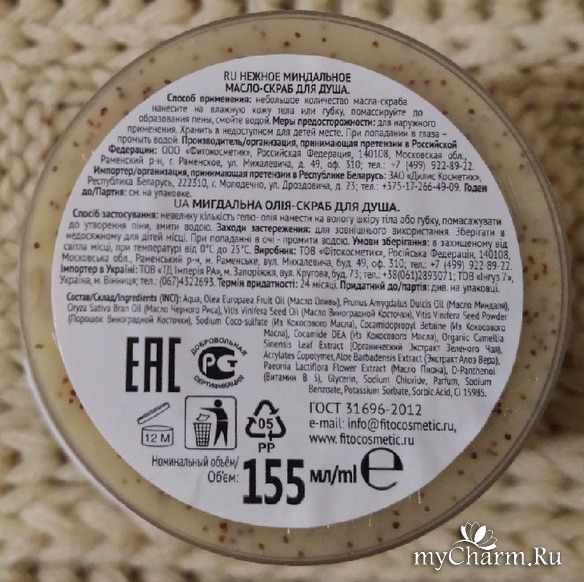 RU НЕЖНОЕ МИНДАЛЬНОЕ
МАСЛО-СКРАБ ДЛЯ ДУША.
Способ применения: небольшое количество масла-скраба
нанесите на влажную кожу тела или губку, помассируйте до
образования пены, смойте водой. Меры предосторожности: для наружного
применения. Хранить в недоступном для детей месте. При попадании в глаза –
промыть водой. Производитель/организация, принимающая претензии в Российской
Федерации: ООО «Фитокосметик», Российская Федерация, 140108, Московская обл.,
Раменский р-н, г. Раменское, ул. Михалевича, д. 49, оф. 310; тел.: +7 (499) 922-89-22.
Импортер/организация, принимающая претензии в Республике Беларусь: ЗАО «Дилис Косметик»,
Республика Беларусь, 222310, г. Молодечно, ул. Дроздовича, д. 23; тел.: +375-17-266-49-09. Годен
до/Партия: см. на упаковке.
UA МИГДАЛЬНА ОЛІЯ-СКРАБ ДЛЯ ДУША.
Спосіб застосування: невелику кількість гелю-олія нанести на вологу шкіру тіла або губку, помасажувати
до утворення піни, змити водою. Заходи застереження: для зовнішнього використання. Зберігати в
недосяжному для дітей місці. При попаданні в очі - промити водою. Умови зберігання: в захищеному від
світла місці, при температурі від 0°С до 25°С. Виробник: ТОВ «Фітокосметик», Російська Федерація, 140108,
Московська обл., Раменський р-н, м. Раменське, вул. Михалевича, буд. 49, оф. 310; тел.: +7 (499) 922-89-22.
Імпортер в Україні: ТОВ «ТД Імперія РА», м. Запоріжжя, вул. Кругова, буд. 73; тел.: +38(061)2893071; ТОВ «Інгуз 7»
Україна, м. Вінниця; тел.:(067)4322693. Термін придатності: 24 місяці. Придатний до/партія: див. на упаковці.
Состав/Склад/Ingredients (INCI): Aqua, Olea Europaea Fruit Oil (Масло Оливы), Prunus Amygdalus Dulcis Oil (Масло Миндаля),
Oryza Sativa Bran Oil (Масло Черного Риса), Vitis Vinifera Seed Oil (Масло Виноградной Косточки), Vitis Vinifera Seed Powder
(Порошок Виноградной Косточки), Sodium Coco-sulfate (Из Кокосового Масла), Cocamidopropyl Betaine (Из Кокосового
Масла), Cocamide DEA (Из Кокосового Масла), Organic Camellia
Sinensis Leaf Extract (Органический Экстракт Зеленого Чая),
Acrylates Copolymer, Aloe Barbadensis Extract (Экстракт Алоэ Вера),
Paeonia Lactiflora Flower Extract (Масло Пиона), D-Panthenol
(Витамин В 5), Glycerin, Sodium Chloride, Parfum, Sodium
Benzoate, Potassium Sorbate, Sorbic Acid, CI 15985.
ЕАС
ДОБРОВОЛЬНАЯ
СЕРТИФИКАЦИЯ
ГОСТ 31696-2012
e-mail: info@fitocosmetic.ru,
www.fitocosmetic.ru
12 М
05
PP
Номинальный объём/
Об'єм:
155 мл/ml e
myCharm.Ru